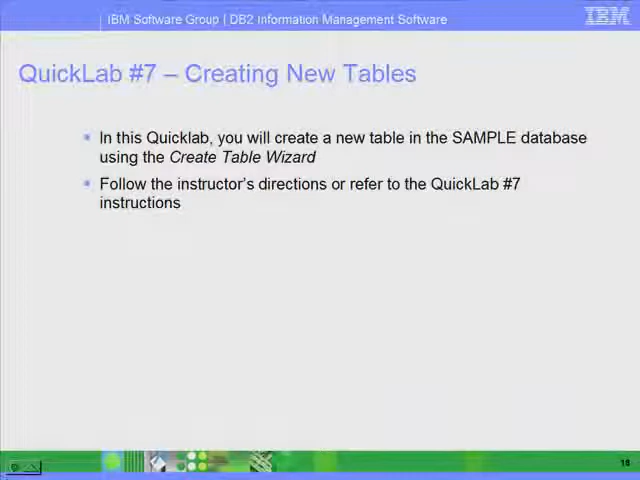 IBM Software Group | DB2 Information Management Software
IBM
QuickLab #7 – Creating New Tables
In this Quicklab, you will create a new table in the SAMPLE database
using the Create Table Wizard
Follow the instructor's directions or refer to the QuickLab #7
instructions
18